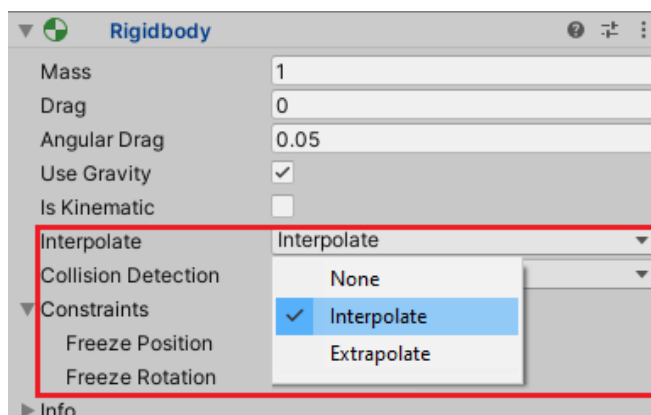 Rigidbody
Mass 1
Drag 0
Angular Drag 0.05
Use Gravity
Is Kinematic
Interpolate Interpolate
Collision Detection None
Constraints Interpolate
Freeze Position Extrapolate
Freeze Rotation
Info